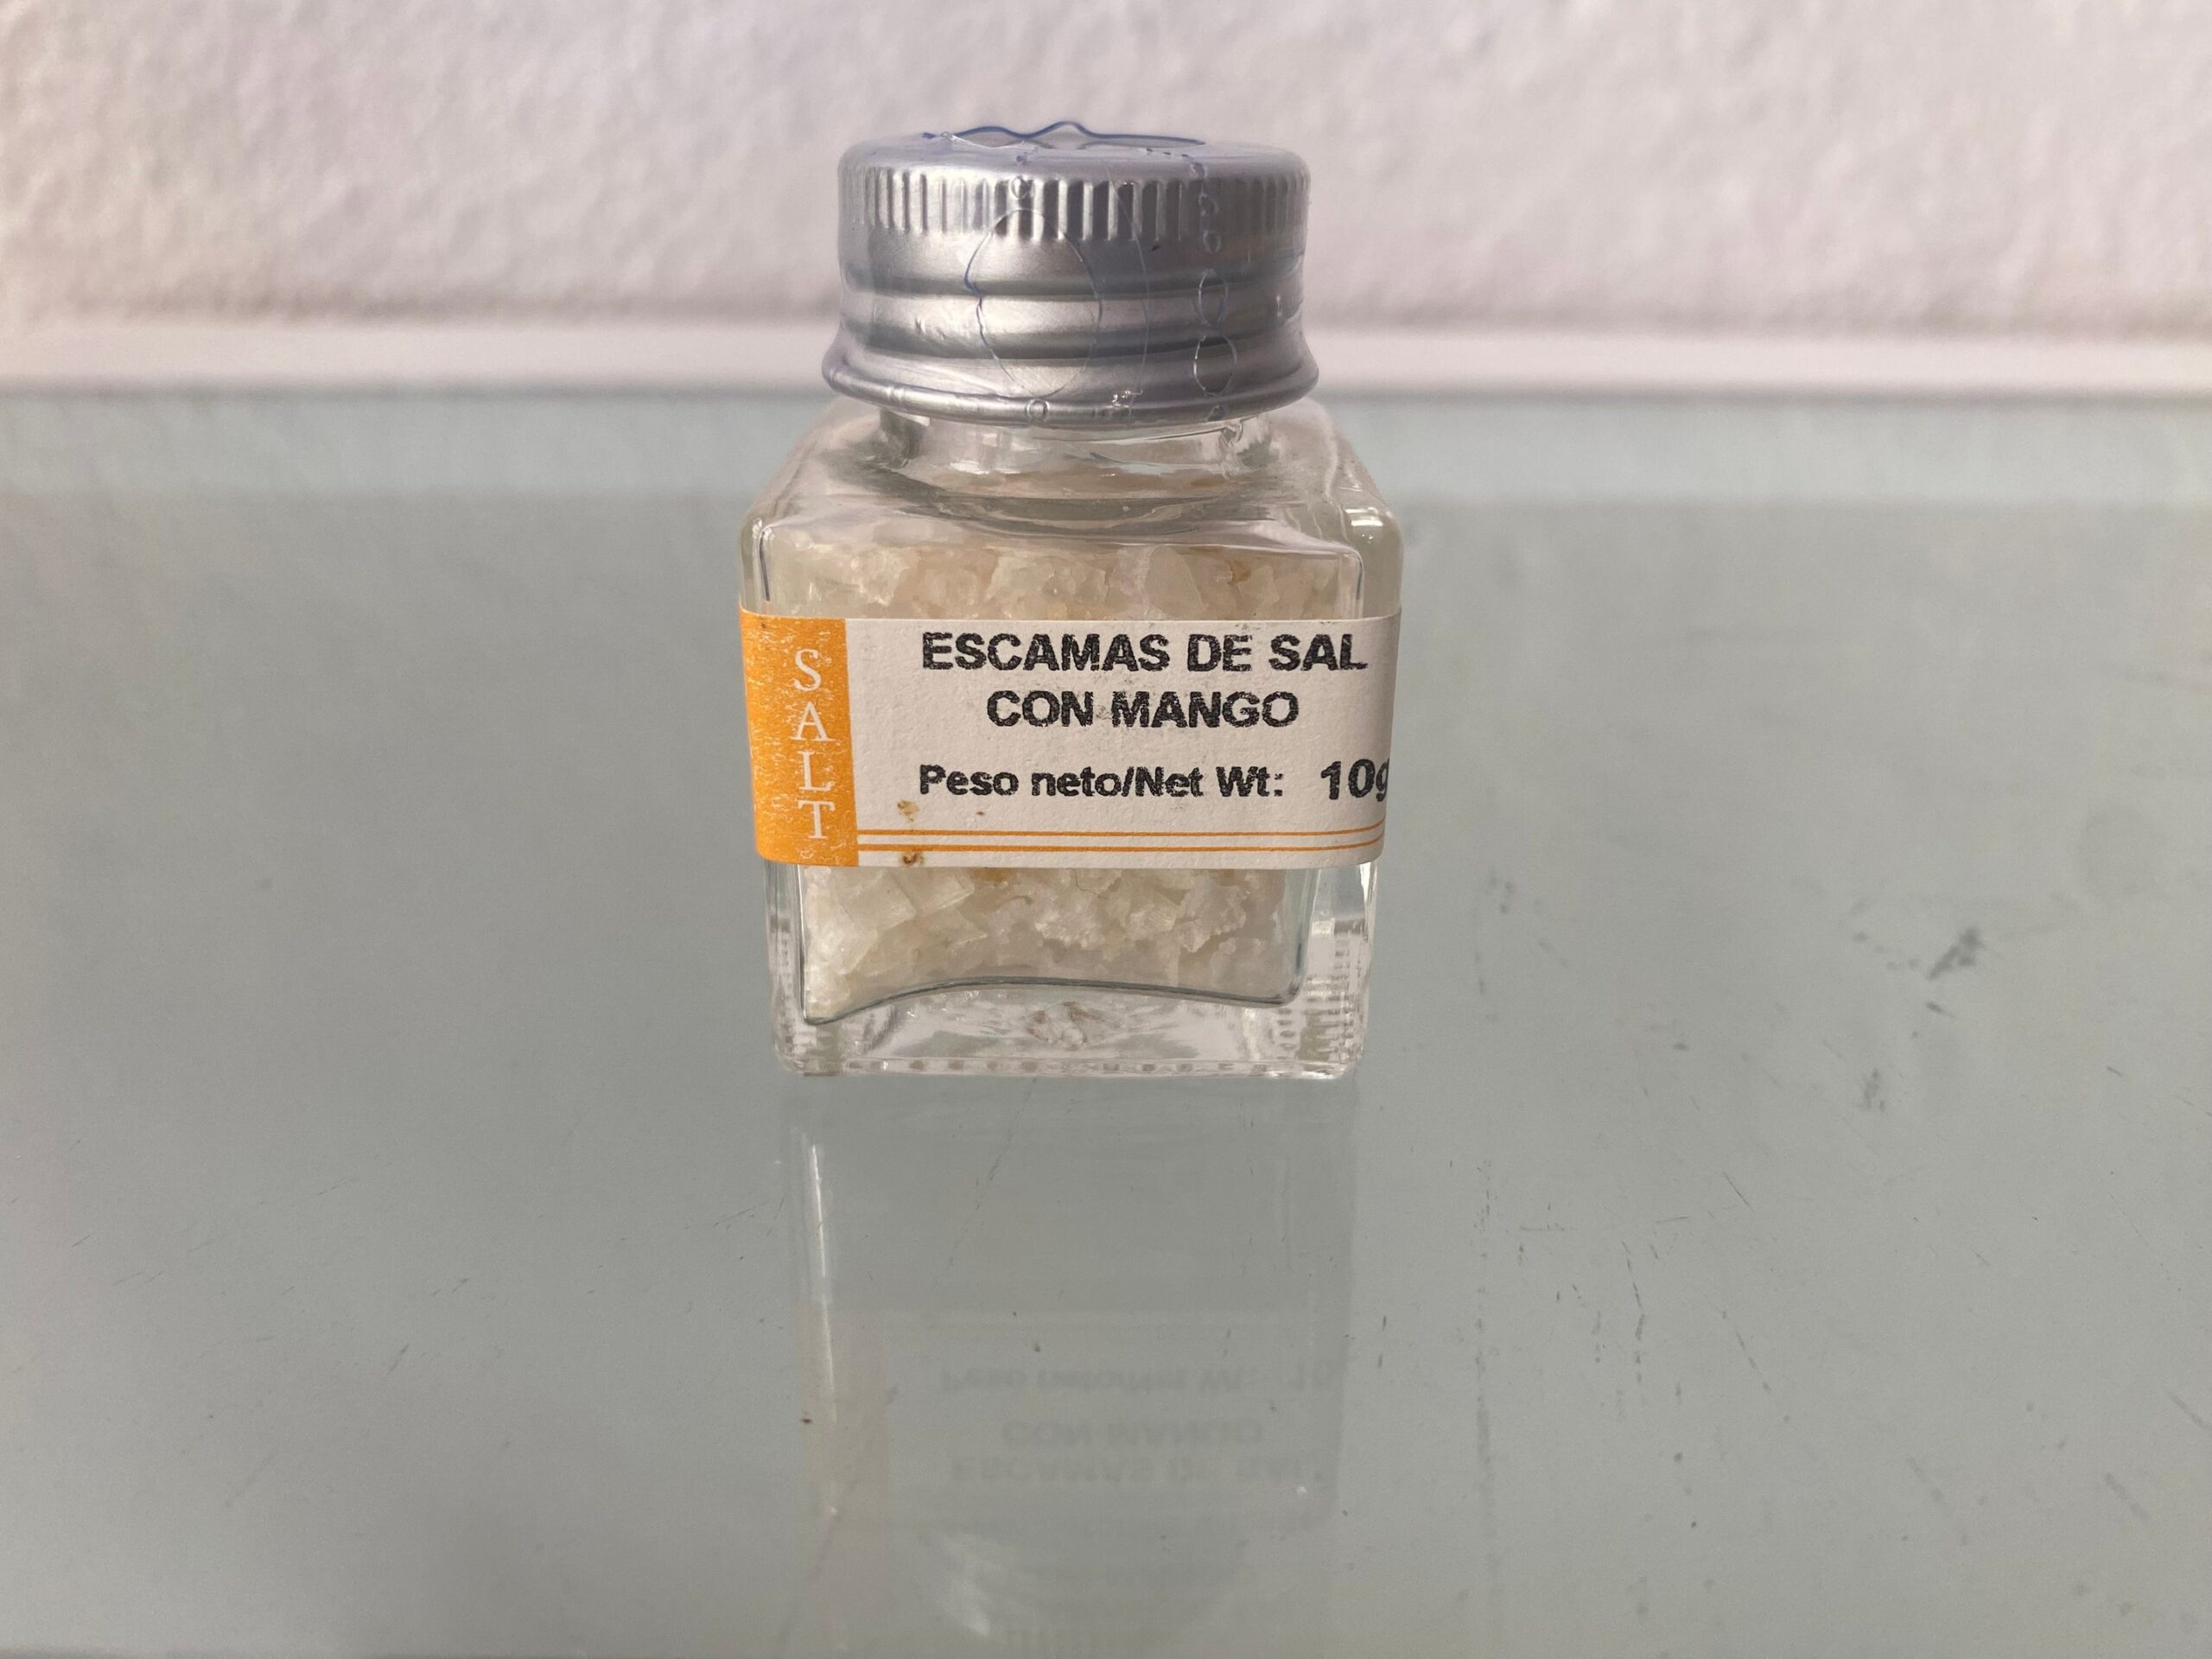 SALT
ESCAMAS DE SAL
CON MANGO
Peso neto/Net Wt: 10g